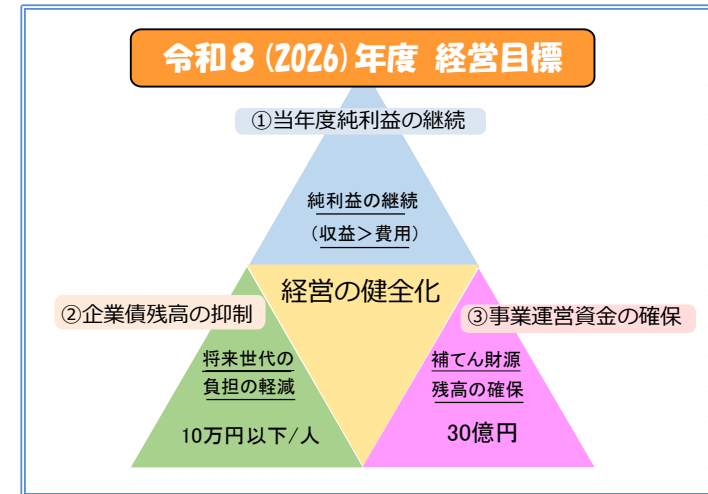 令和８(2026)年度 経営目標
①当年度純利益の継続
純利益の継続
(収益＞費用)
経営の健全化
②企業債残高の抑制
将来世代の
負担の軽減
10万円以下/人
③事業運営資金の確保
補てん財源
残高の確保
30億円